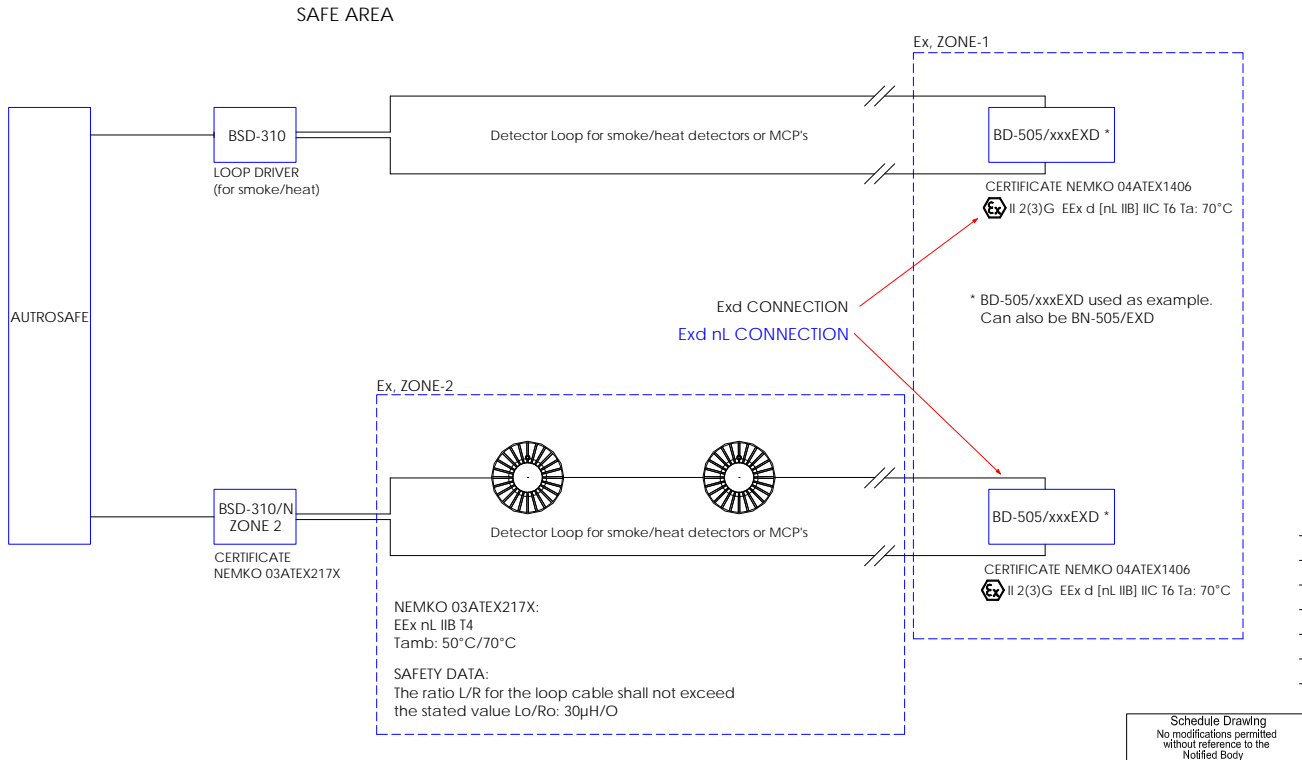 SAFE AREA
Ex, ZONE-1
BSD-310
LOOP DRIVER
(for smoke/heat)
Detector Loop for smoke/heat detectors or MCP's
BD-505/xxxEXD *
CERTIFICATE NEMKO 04ATEX1406
Ex II 2(3)G EEx d [nL IIB] IIC T6 Ta: 70°C
AUTROSAFE
Exd CONNECTION
Exd nL CONNECTION
* BD-505/xxxEXD used as example.
Can also be BN-505/EXD
Ex, ZONE-2
BSD-310/N
ZONE 2
CERTIFICATE
NEMKO 03ATEX217X
Detector Loop for smoke/heat detectors or MCP's
BD-505/xxxEXD *
CERTIFICATE NEMKO 04ATEX1406
Ex II 2(3)G EEx d [nL IIB] IIC T6 Ta: 70°C
NEMKO 03ATEX217X:
EEx nL IIB T4
Tamb: 50°C/70°C
SAFETY DATA:
The ratio L/R for the loop cable shall not exceed
the stated value Lo/Ro: 30µH/O
Schedule Drawing
No modifications permitted
without reference to the
Notified Body